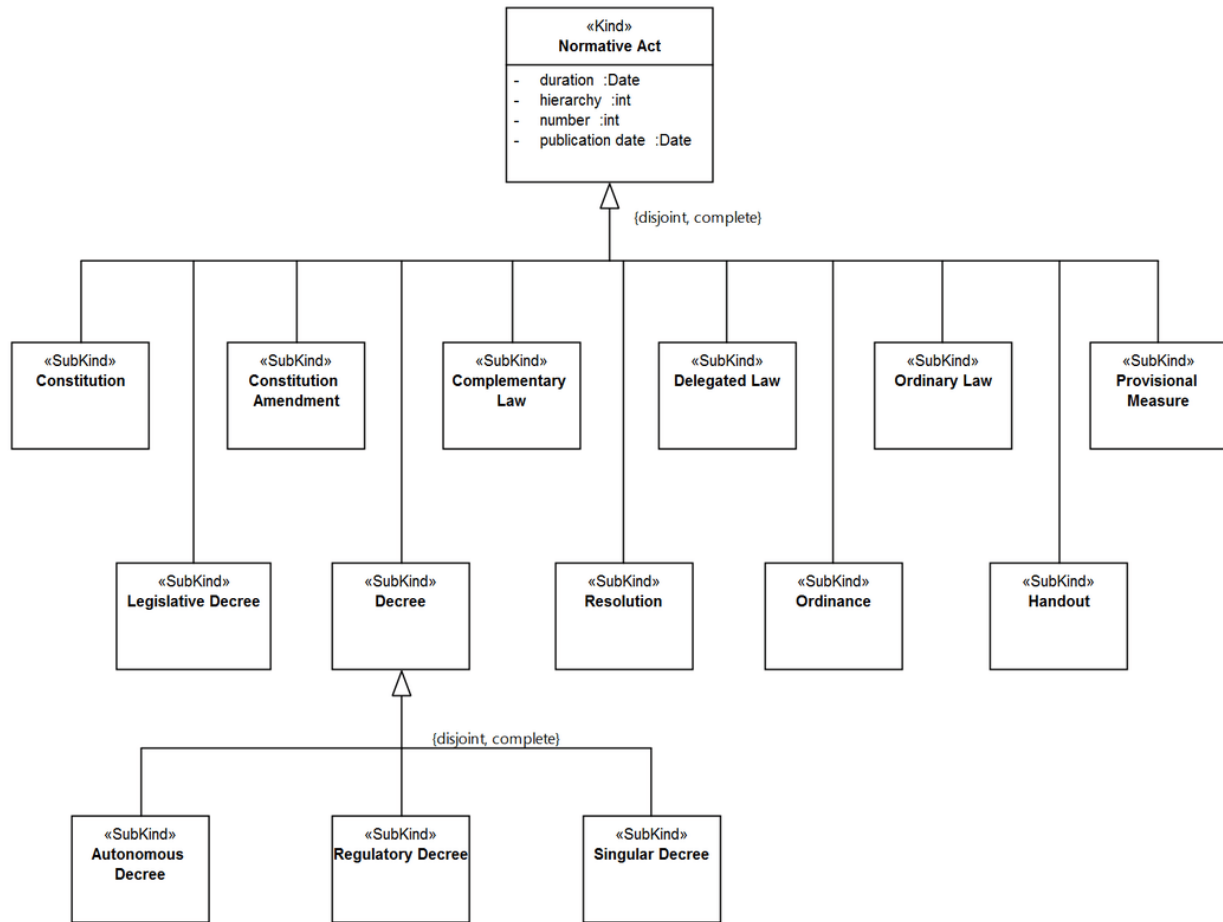 «Kind»
Normative Act
- duration :Date
- hierarchy :int
- number :int
- publication date :Date
{disjoint, complete}
«SubKind»
Constitution
«SubKind»
Constitution
Amendment
«SubKind»
Complementary
Law
«SubKind»
Delegated Law
«SubKind»
Ordinary Law
«SubKind»
Provisional
Measure
«SubKind»
Legislative Decree
«SubKind»
Decree
«SubKind»
Resolution
«SubKind»
Ordinance
«SubKind»
Handout
{disjoint, complete}
«SubKind»
Autonomous
Decree
«SubKind»
Regulatory Decree
«SubKind»
Singular Decree